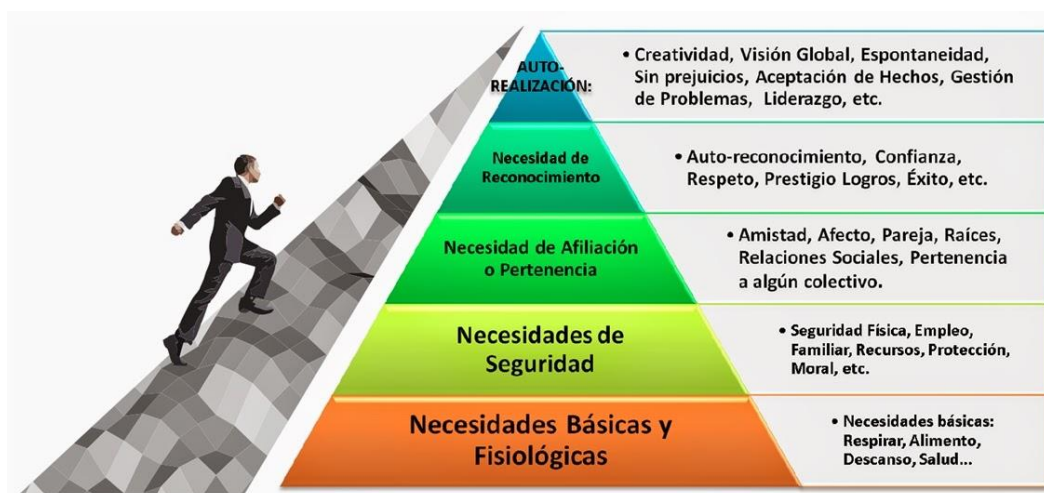 AUTO-
REALIZACIÓN:
• Creatividad, Visión Global, Espontaneidad,
Sin prejuicios, Aceptación de Hechos, Gestión
de Problemas, Liderazgo, etc.
Necesidad de
Reconocimiento
• Auto-reconocimiento, Confianza,
Respeto, Prestigio Logros, Éxito, etc.
Necesidad de Afiliación
o Pertenencia
• Amistad, Afecto, Pareja, Raíces,
Relaciones Sociales, Pertenencia
a algún colectivo.
Necesidades de
Seguridad
• Seguridad Física, Empleo,
Familiar, Recursos, Protección,
Moral, etc.
Necesidades Básicas y
Fisiológicas
• Necesidades básicas:
Respirar, Alimento,
Descanso, Salud...